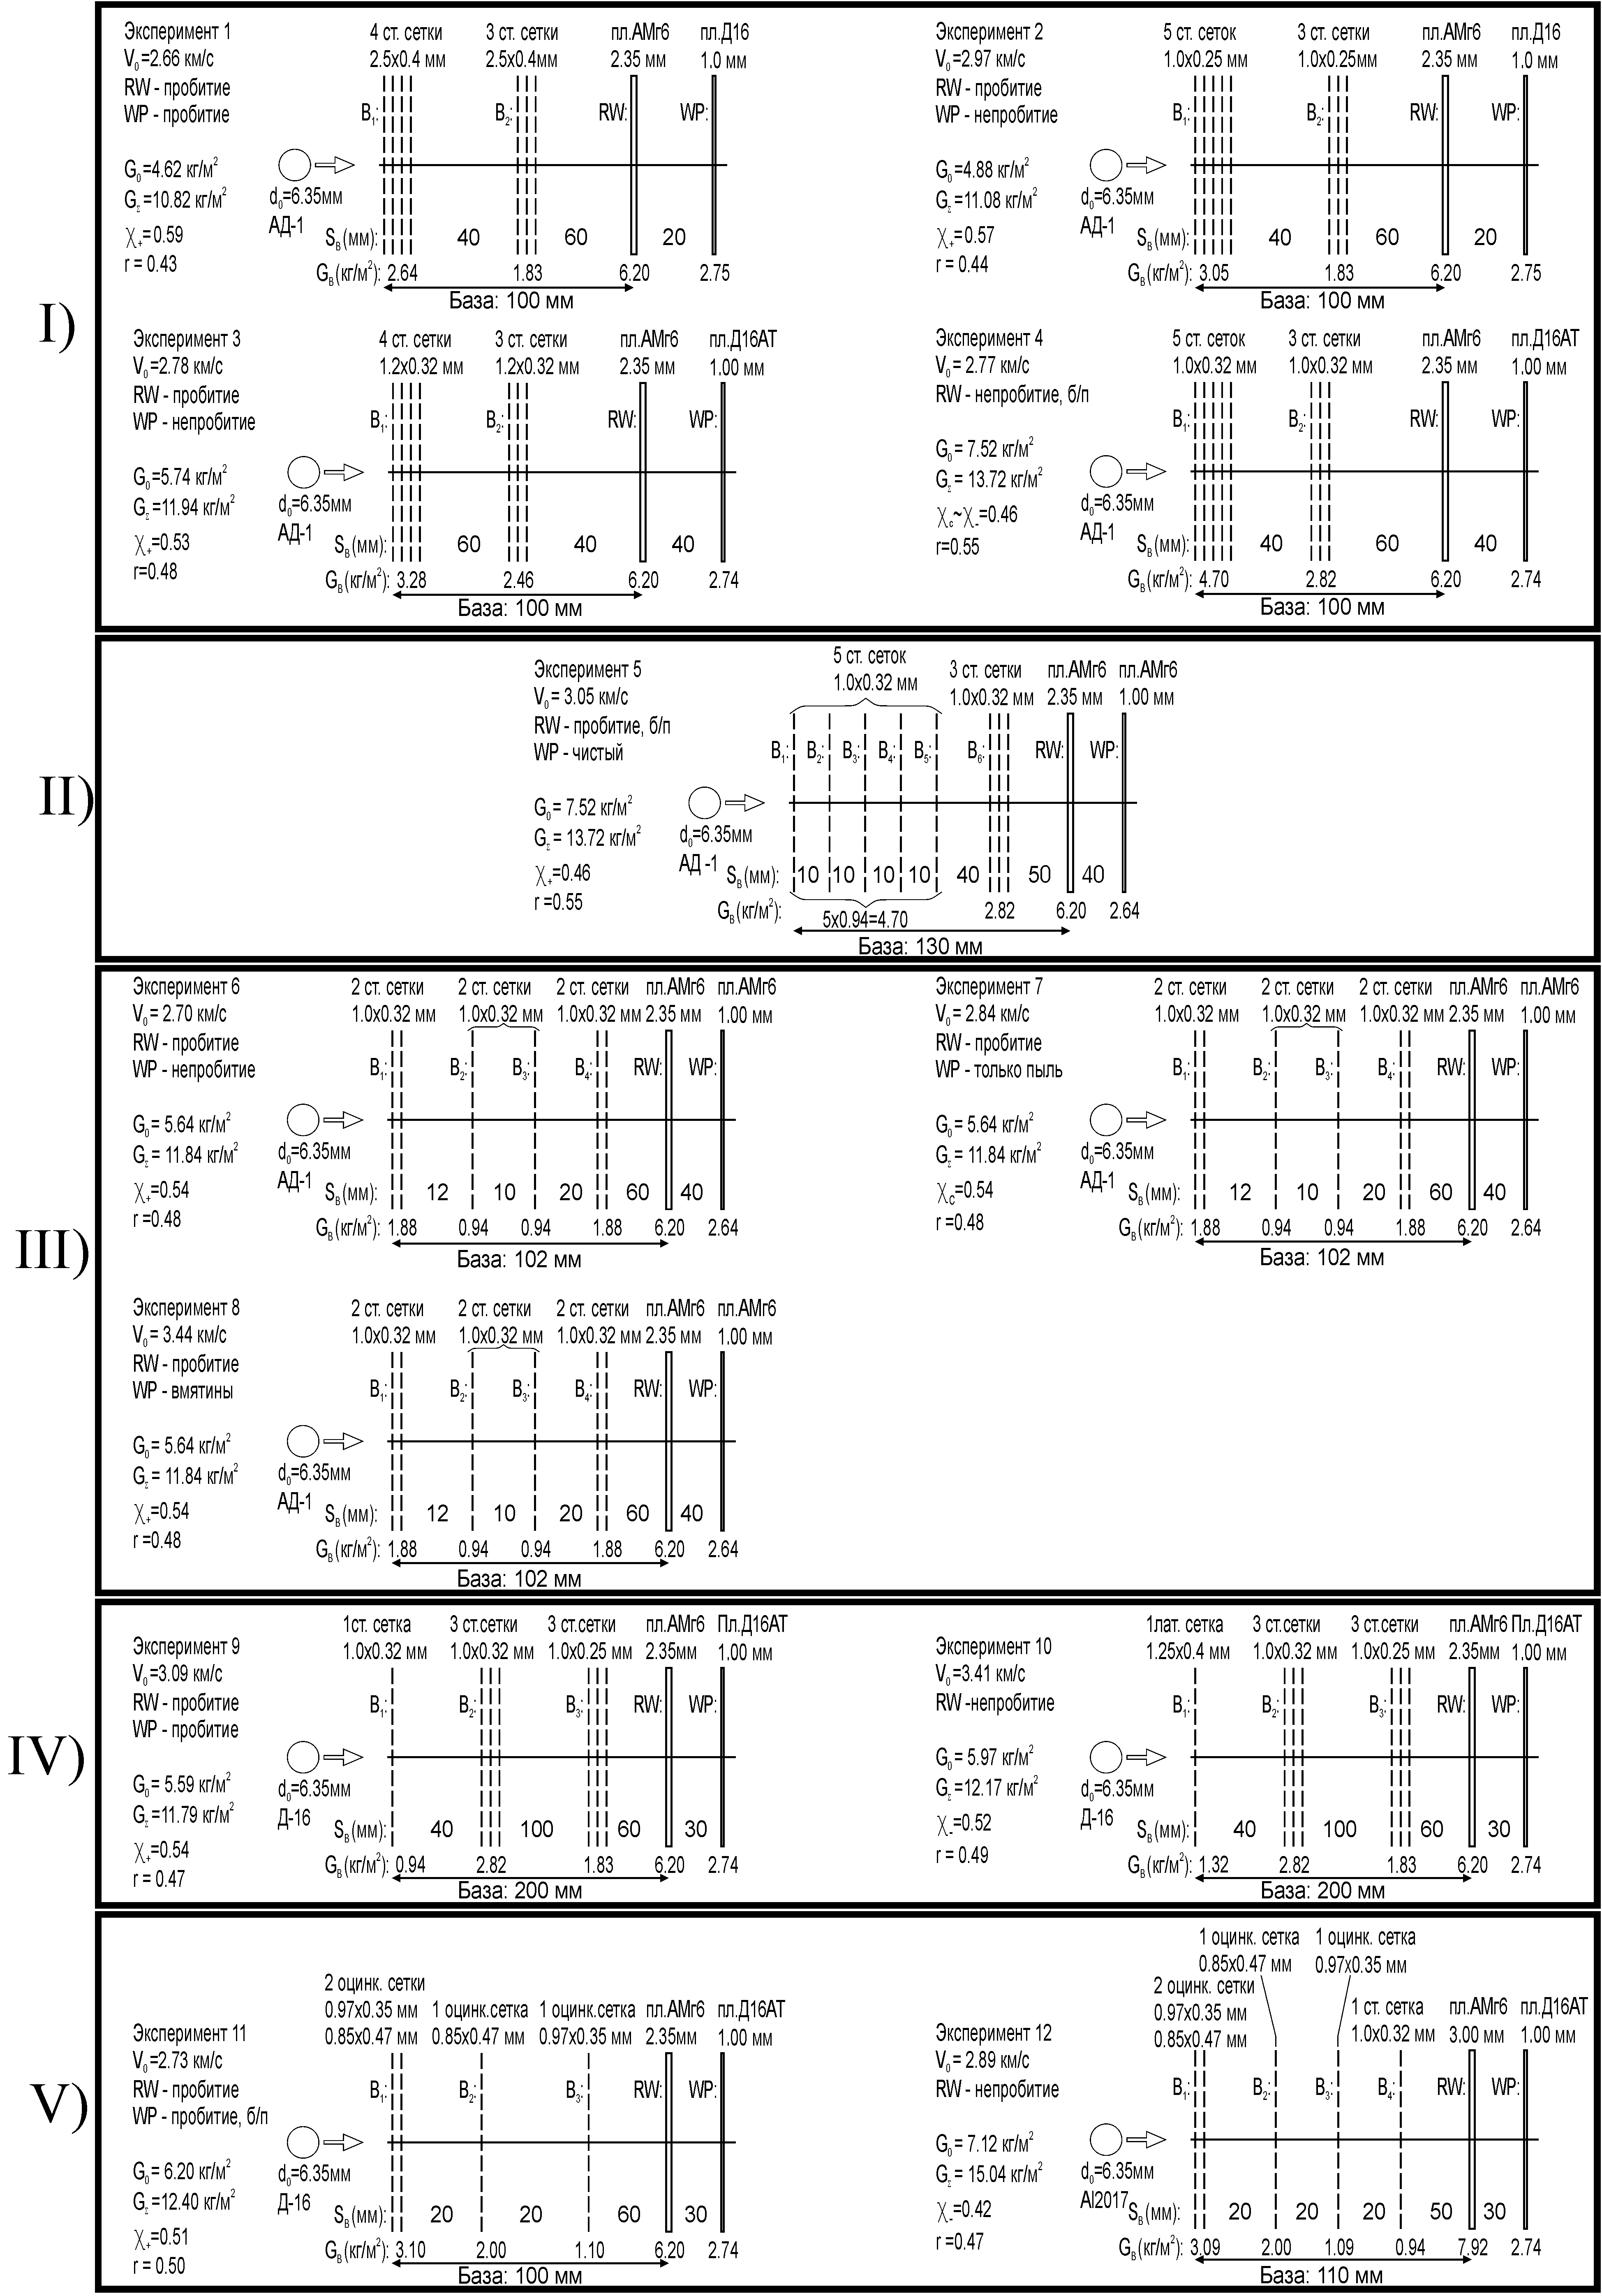 I)
Эксперимент 1
V₀=2.66 км/с
RW - пробитие
WP - пробитие
G₀=4.62 кг/м²
G_Σ=10.82 кг/м²
χ₊=0.59
r = 0.43
4 ст. сетки 3 ст. сетки пл.АМг6 пл.Д16
2.5x0.4 мм 2.5x0.4мм 2.35 мм 1.0 мм
B₁: B₂: RW: WP:
d₀=6.35мм
АД-1
S_B(мм): 40 60 20
G_B(кг/м²): 2.64 1.83 6.20 2.75
База: 100 мм
Эксперимент 2
V₀=2.97 км/с
RW - пробитие
WP - непробитие
G₀=4.88 кг/м²
G_Σ=11.08 кг/м²
χ₊=0.57
r = 0.44
5 ст. сеток 3 ст. сетки пл.АМг6 пл.Д16
1.0x0.25 мм 1.0x0.25мм 2.35 мм 1.0 мм
B₁: B₂: RW: WP:
d₀=6.35мм
АД-1
S_B(мм): 40 60 20
G_B(кг/м²): 3.05 1.83 6.20 2.75
База: 100 мм
Эксперимент 3
V₀=2.78 км/с
RW - пробитие
WP - непробитие
G₀=5.74 кг/м²
G_Σ=11.94 кг/м²
χ₊=0.53
r=0.48
4 ст. сетки 3 ст. сетки пл.АМг6 пл.Д16АТ
1.2x0.32 мм 1.2x0.32 мм 2.35 мм 1.00 мм
B₁: B₂: RW: WP:
d₀=6.35мм
АД-1
S_B(мм): 60 40 40
G_B(кг/м²): 3.28 2.46 6.20 2.74
База: 100 мм
Эксперимент 4
V₀=2.77 км/с
RW - непробитие, б/п
G₀=7.52 кг/м²
G_Σ= 13.72 кг/м²
χ_c~χ₋=0.46
r=0.55
5 ст. сеток 3 ст. сетки пл.АМг6 пл.Д16АТ
1.0x0.32 мм 1.0x0.32 мм 2.35 мм 1.00 мм
B₁: B₂: RW: WP:
d₀=6.35мм
АД-1
S_B(мм): 40 60 40
G_B(кг/м²): 4.70 2.82 6.20 2.74
База: 100 мм
II)
Эксперимент 5
V₀= 3.05 км/с
RW - пробитие, б/п
WP - чистый
G₀= 7.52 кг/м²
G_Σ= 13.72 кг/м²
χ₊=0.46
r =0.55
5 ст. сеток 3 ст. сетки пл.АМг6 пл.АМг6
1.0x0.32 мм 1.0x0.32 мм 2.35 мм 1.00 мм
B₁: B₂: B₃: B₄: B₅: B₆: RW: WP:
d₀=6.35мм
АД -1
S_B(мм): 10 10 10 10 40 50 40
G_B(кг/м²): 5x0.94=4.70 2.82 6.20 2.64
База: 130 мм
III)
Эксперимент 6
V₀= 2.70 км/с
RW - пробитие
WP - непробитие
G₀= 5.64 кг/м²
G_Σ= 11.84 кг/м²
χ₊=0.54
r =0.48
2 ст. сетки 2 ст. сетки 2 ст. сетки пл.АМг6 пл.АМг6
1.0x0.32 мм 1.0x0.32 мм 1.0x0.32 мм 2.35 мм 1.00 мм
B₁: B₂: B₃: B₄: RW: WP:
d₀=6.35мм
АД-1
S_B(мм): 12 10 20 60 40
G_B(кг/м²): 1.88 0.94 0.94 1.88 6.20 2.64
База: 102 мм
Эксперимент 7
V₀= 2.84 км/с
RW - пробитие
WP - только пыль
G₀= 5.64 кг/м²
G_Σ= 11.84 кг/м²
χ_c=0.54
r =0.48
2 ст. сетки 2 ст. сетки 2 ст. сетки пл.АМг6 пл.АМг6
1.0x0.32 мм 1.0x0.32 мм 1.0x0.32 мм 2.35 мм 1.00 мм
B₁: B₂: B₃: B₄: RW: WP:
d₀=6.35мм
АД-1
S_B(мм): 12 10 20 60 40
G_B(кг/м²): 1.88 0.94 0.94 1.88 6.20 2.64
База: 102 мм
Эксперимент 8
V₀= 3.44 км/с
RW - пробитие
WP - вмятины
G₀= 5.64 кг/м²
G_Σ= 11.84 кг/м²
χ₊=0.54
r =0.48
2 ст. сетки 2 ст. сетки 2 ст. сетки пл.АМг6 пл.АМг6
1.0x0.32 мм 1.0x0.32 мм 1.0x0.32 мм 2.35 мм 1.00 мм
B₁: B₂: B₃: B₄: RW: WP:
d₀=6.35мм
АД-1
S_B(мм): 12 10 20 60 40
G_B(кг/м²): 1.88 0.94 0.94 1.88 6.20 2.64
База: 102 мм
IV)
Эксперимент 9
V₀=3.09 км/с
RW - пробитие
WP - пробитие
G₀=5.59 кг/м²
G_Σ=11.79 кг/м²
χ₊=0.54
r = 0.47
1ст. сетка 3 ст.сетки 3 ст.сетки пл.АМг6 Пл.Д16АТ
1.0x0.32 мм 1.0x0.32 мм 1.0x0.25 мм 2.35мм 1.00 мм
B₁: B₂: B₃: RW: WP:
d₀=6.35мм
Д-16
S_B(мм): 40 100 60 30
G_B(кг/м²): 0.94 2.82 1.83 6.20 2.74
База: 200 мм
Эксперимент 10
V₀=3.41 км/с
RW -непробитие
G₀= 5.97 кг/м²
G_Σ=12.17 кг/м²
χ₋=0.52
r = 0.49
1лат. сетка 3 ст.сетки 3 ст.сетки пл.АМг6 Пл.Д16АТ
1.25x0.4 мм 1.0x0.32 мм 1.0x0.25 мм 2.35мм 1.00 мм
B₁: B₂: B₃: RW: WP:
d₀=6.35мм
Д-16
S_B(мм): 40 100 60 30
G_B(кг/м²): 1.32 2.82 1.83 6.20 2.74
База: 200 мм
V)
Эксперимент 11
V₀=2.73 км/с
RW - пробитие
WP - пробитие, б/п
G₀= 6.20 кг/м²
G_Σ=12.40 кг/м²
χ₊=0.51
r = 0.50
2 оцинк. сетки
0.97x0.35 мм 1 оцинк.сетка 1 оцинк.сетка пл.АМг6 пл.Д16АТ
0.85x0.47 мм 0.85x0.47 мм 0.97x0.35 мм 2.35мм 1.00 мм
B₁: B₂: B₃: RW: WP:
d₀=6.35мм
Д-16
S_B(мм): 20 20 60 30
G_B(кг/м²): 3.10 2.00 1.10 6.20 2.74
База: 100 мм
Эксперимент 12
V₀=2.89 км/с
RW - непробитие
G₀= 7.12 кг/м²
G_Σ= 15.04 кг/м²
χ₋=0.42
r =0.47
1 оцинк. сетка 1 оцинк. сетка
0.85x0.47 мм 0.97x0.35 мм
2 оцинк. сетки
0.97x0.35 мм 1 ст. сетка пл.АМг6 пл.Д16АТ
0.85x0.47 мм 1.0x0.32 мм 3.00 мм 1.00 мм
B₁: B₂: B₃: B₄: RW: WP:
d₀=6.35мм
Al2017
S_B(мм): 20 20 20 50 30
G_B(кг/м²): 3.09 2.00 1.09 0.94 7.92 2.74
База: 110 мм